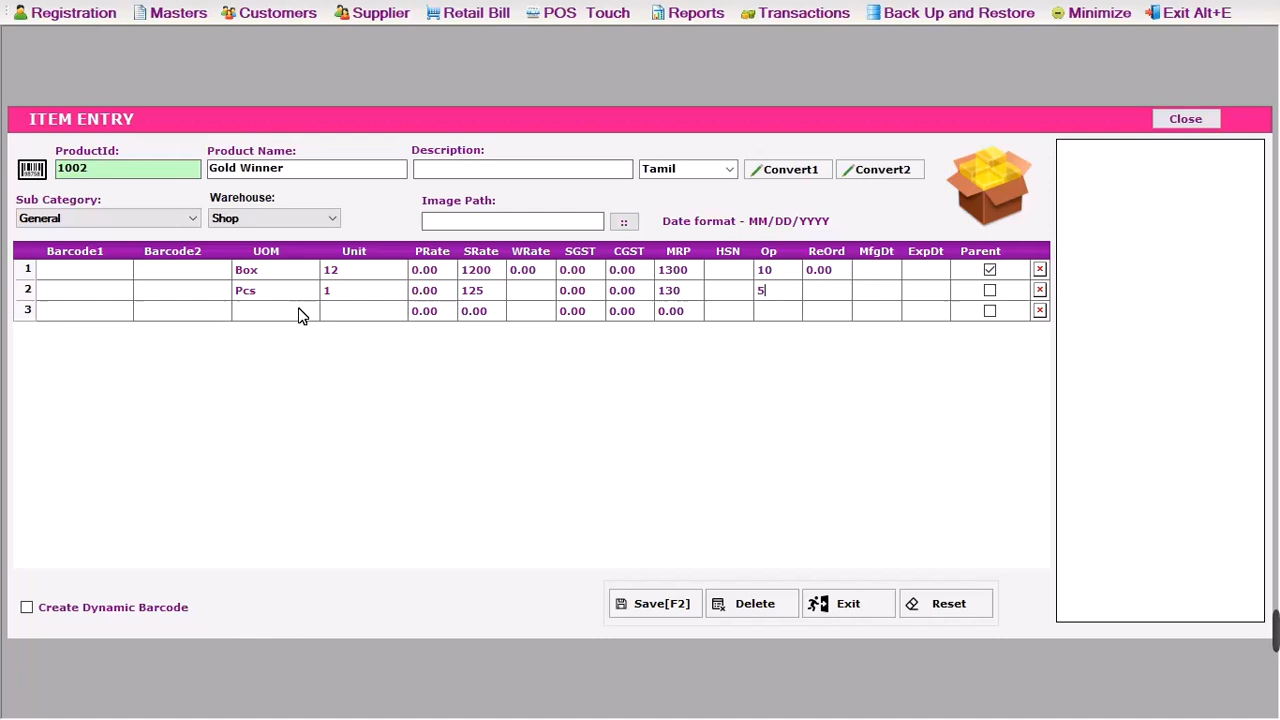 Registration Masters Customers Supplier Retail Bill POS Touch Reports Transactions Back Up and Restore Minimize Exit Alt+E
ITEM ENTRY Close
ProductId: Product Name: Description:
1002 Gold Winner Tamil Convert1 Convert2
Sub Category: Warehouse: Image Path:
General Shop :: Date format - MM/DD/YYYY
Barcode1 Barcode2 UOM Unit PRate SRate WRate SGST CGST MRP HSN Op ReOrd MfgDt ExpDt Parent
1 Box 12 0.00 1200 0.00 0.00 0.00 1300 10 0.00
2 Pcs 1 0.00 125 0.00 0.00 130 5
3 0.00 0.00 0.00 0.00 0.00
Create Dynamic Barcode Save[F2] Delete Exit Reset